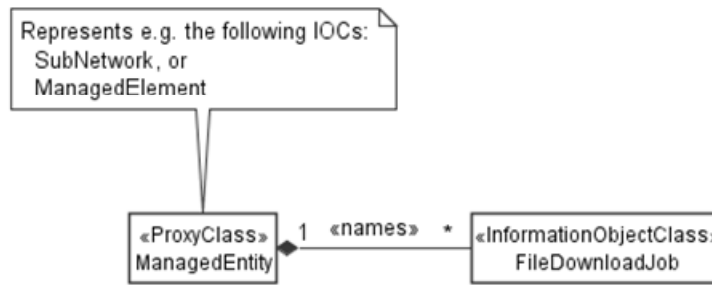 Represents e.g. the following IOCs:
SubNetwork, or
ManagedElement
«ProxyClass»
ManagedEntity
1 «names» *
«InformationObjectClass»
FileDownloadJob